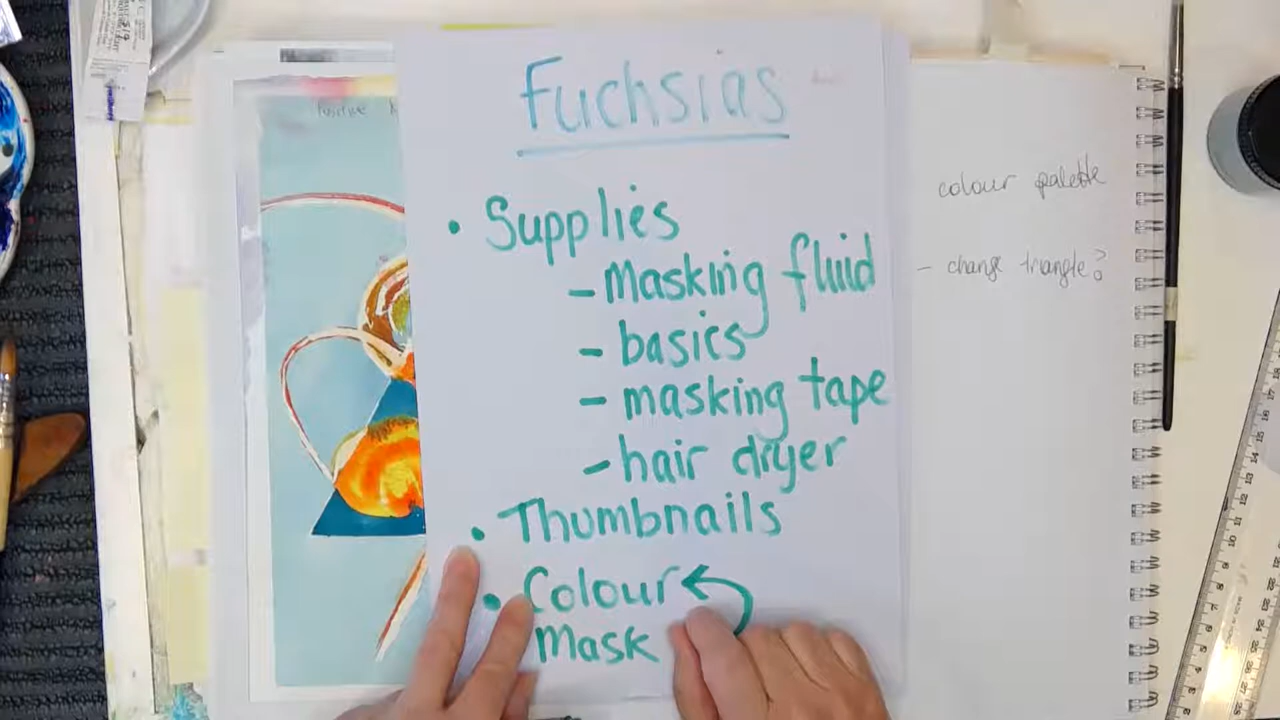 Fuchsias
• Supplies
- Masking fluid
- basics
- masking tape
- hair dryer
• Thumbnails
• Colour
Mask
colour palette
- change triangle?